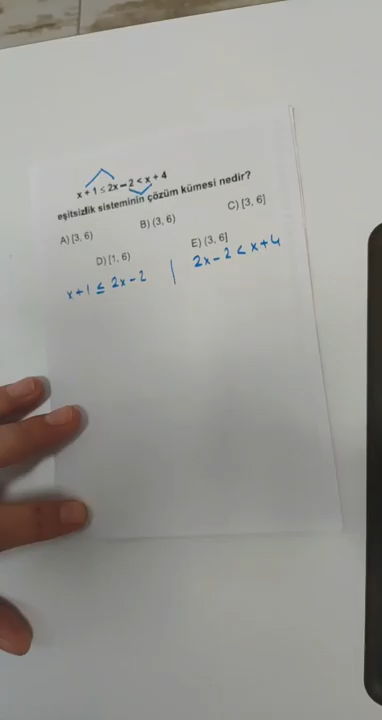 x + 1 ≤ 2x – 2 < x + 4
eşitsizlik sisteminin çözüm kümesi nedir?
A) [3, 6) B) (3, 6) C) [3, 6]
D) [1, 6) E) (3, 6]
x + 1 ≤ 2x - 2 | 2x - 2 < x + 4